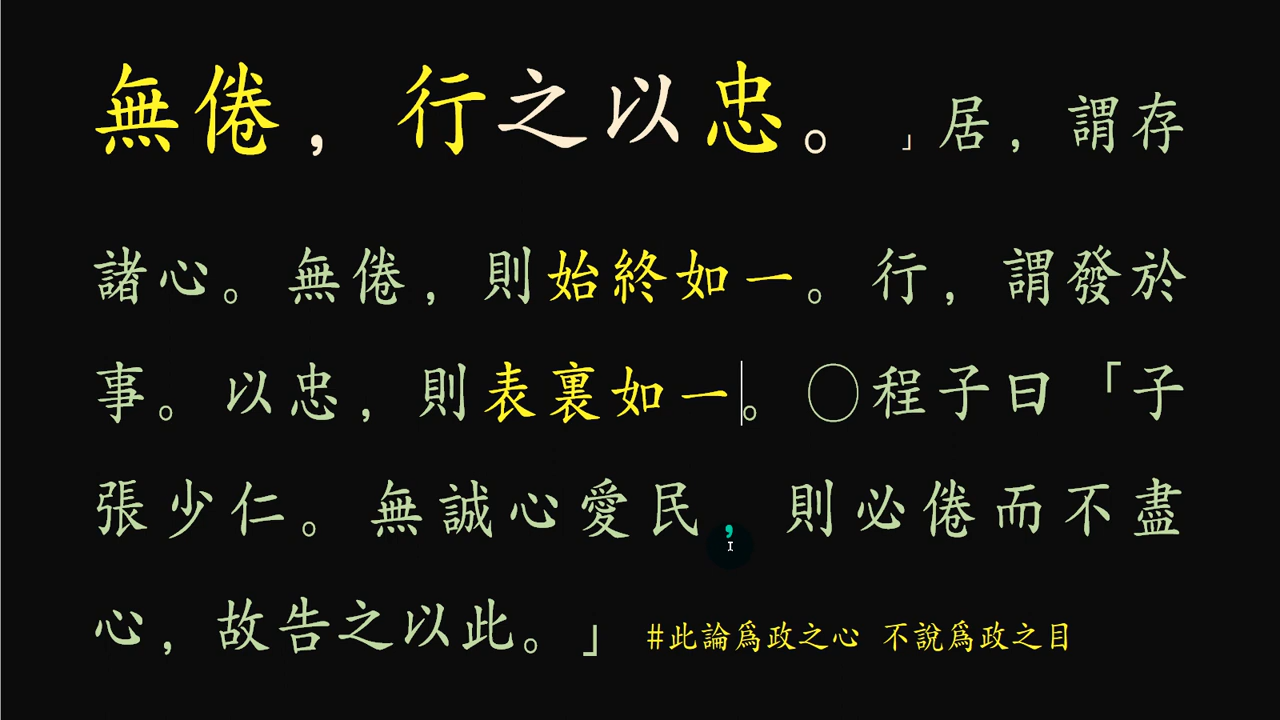 無倦，行之以忠。」居，謂存
諸心。無倦，則始終如一。行，謂發於
事。以忠，則表裏如一。○程子曰「子
張少仁。無誠心愛民，則必倦而不盡
心，故告之以此。」 #此論爲政之心 不說爲政之目